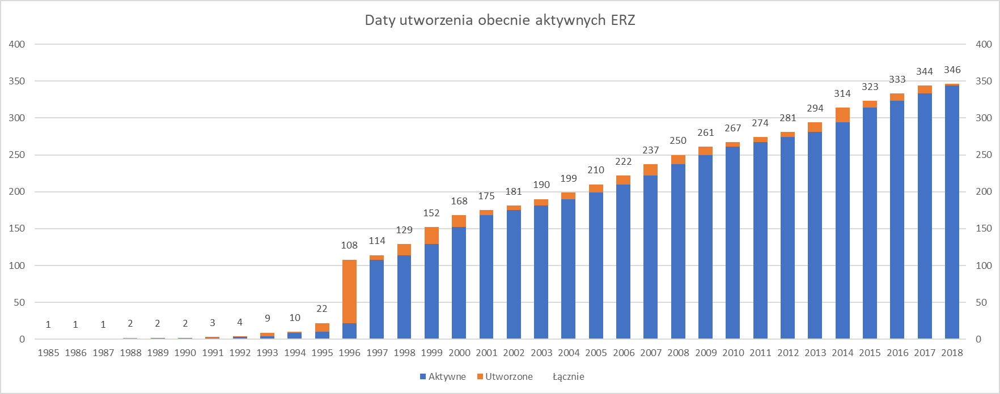 Daty utworzenia obecnie aktywnych ERZ
400 400
350 350
300 300
250 250
200 200
150 150
100 100
50 50
0 0
1 1 1 2 2 2 3 4 9 10 22 108 114 129 152 168 175 181 190 199 210 222 237 250 261 267 274 281 294 314 323 333 344 346
1985 1986 1987 1988 1989 1990 1991 1992 1993 1994 1995 1996 1997 1998 1999 2000 2001 2002 2003 2004 2005 2006 2007 2008 2009 2010 2011 2012 2013 2014 2015 2016 2017 2018
Aktywne Utworzone Łącznie